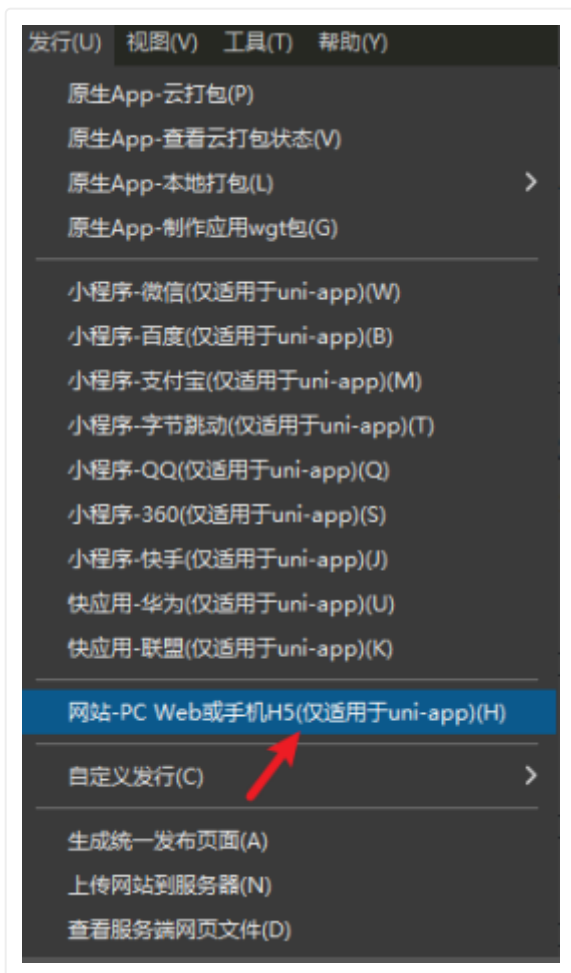 发行(U) 视图(V) 工具(T) 帮助(Y)
原生App-云打包(P)
原生App-查看云打包状态(V)
原生App-本地打包(L)
原生App-制作应用wgt包(G)
小程序-微信(仅适用于uni-app)(W)
小程序-百度(仅适用于uni-app)(B)
小程序-支付宝(仅适用于uni-app)(M)
小程序-字节跳动(仅适用于uni-app)(T)
小程序-QQ(仅适用于uni-app)(Q)
小程序-360(仅适用于uni-app)(S)
小程序-快手(仅适用于uni-app)(J)
快应用-华为(仅适用于uni-app)(U)
快应用-联盟(仅适用于uni-app)(K)
网站-PC Web或手机H5(仅适用于uni-app)(H)
自定义发行(C)
生成统一发布页面(A)
上传网站到服务器(N)
查看服务端网页文件(D)